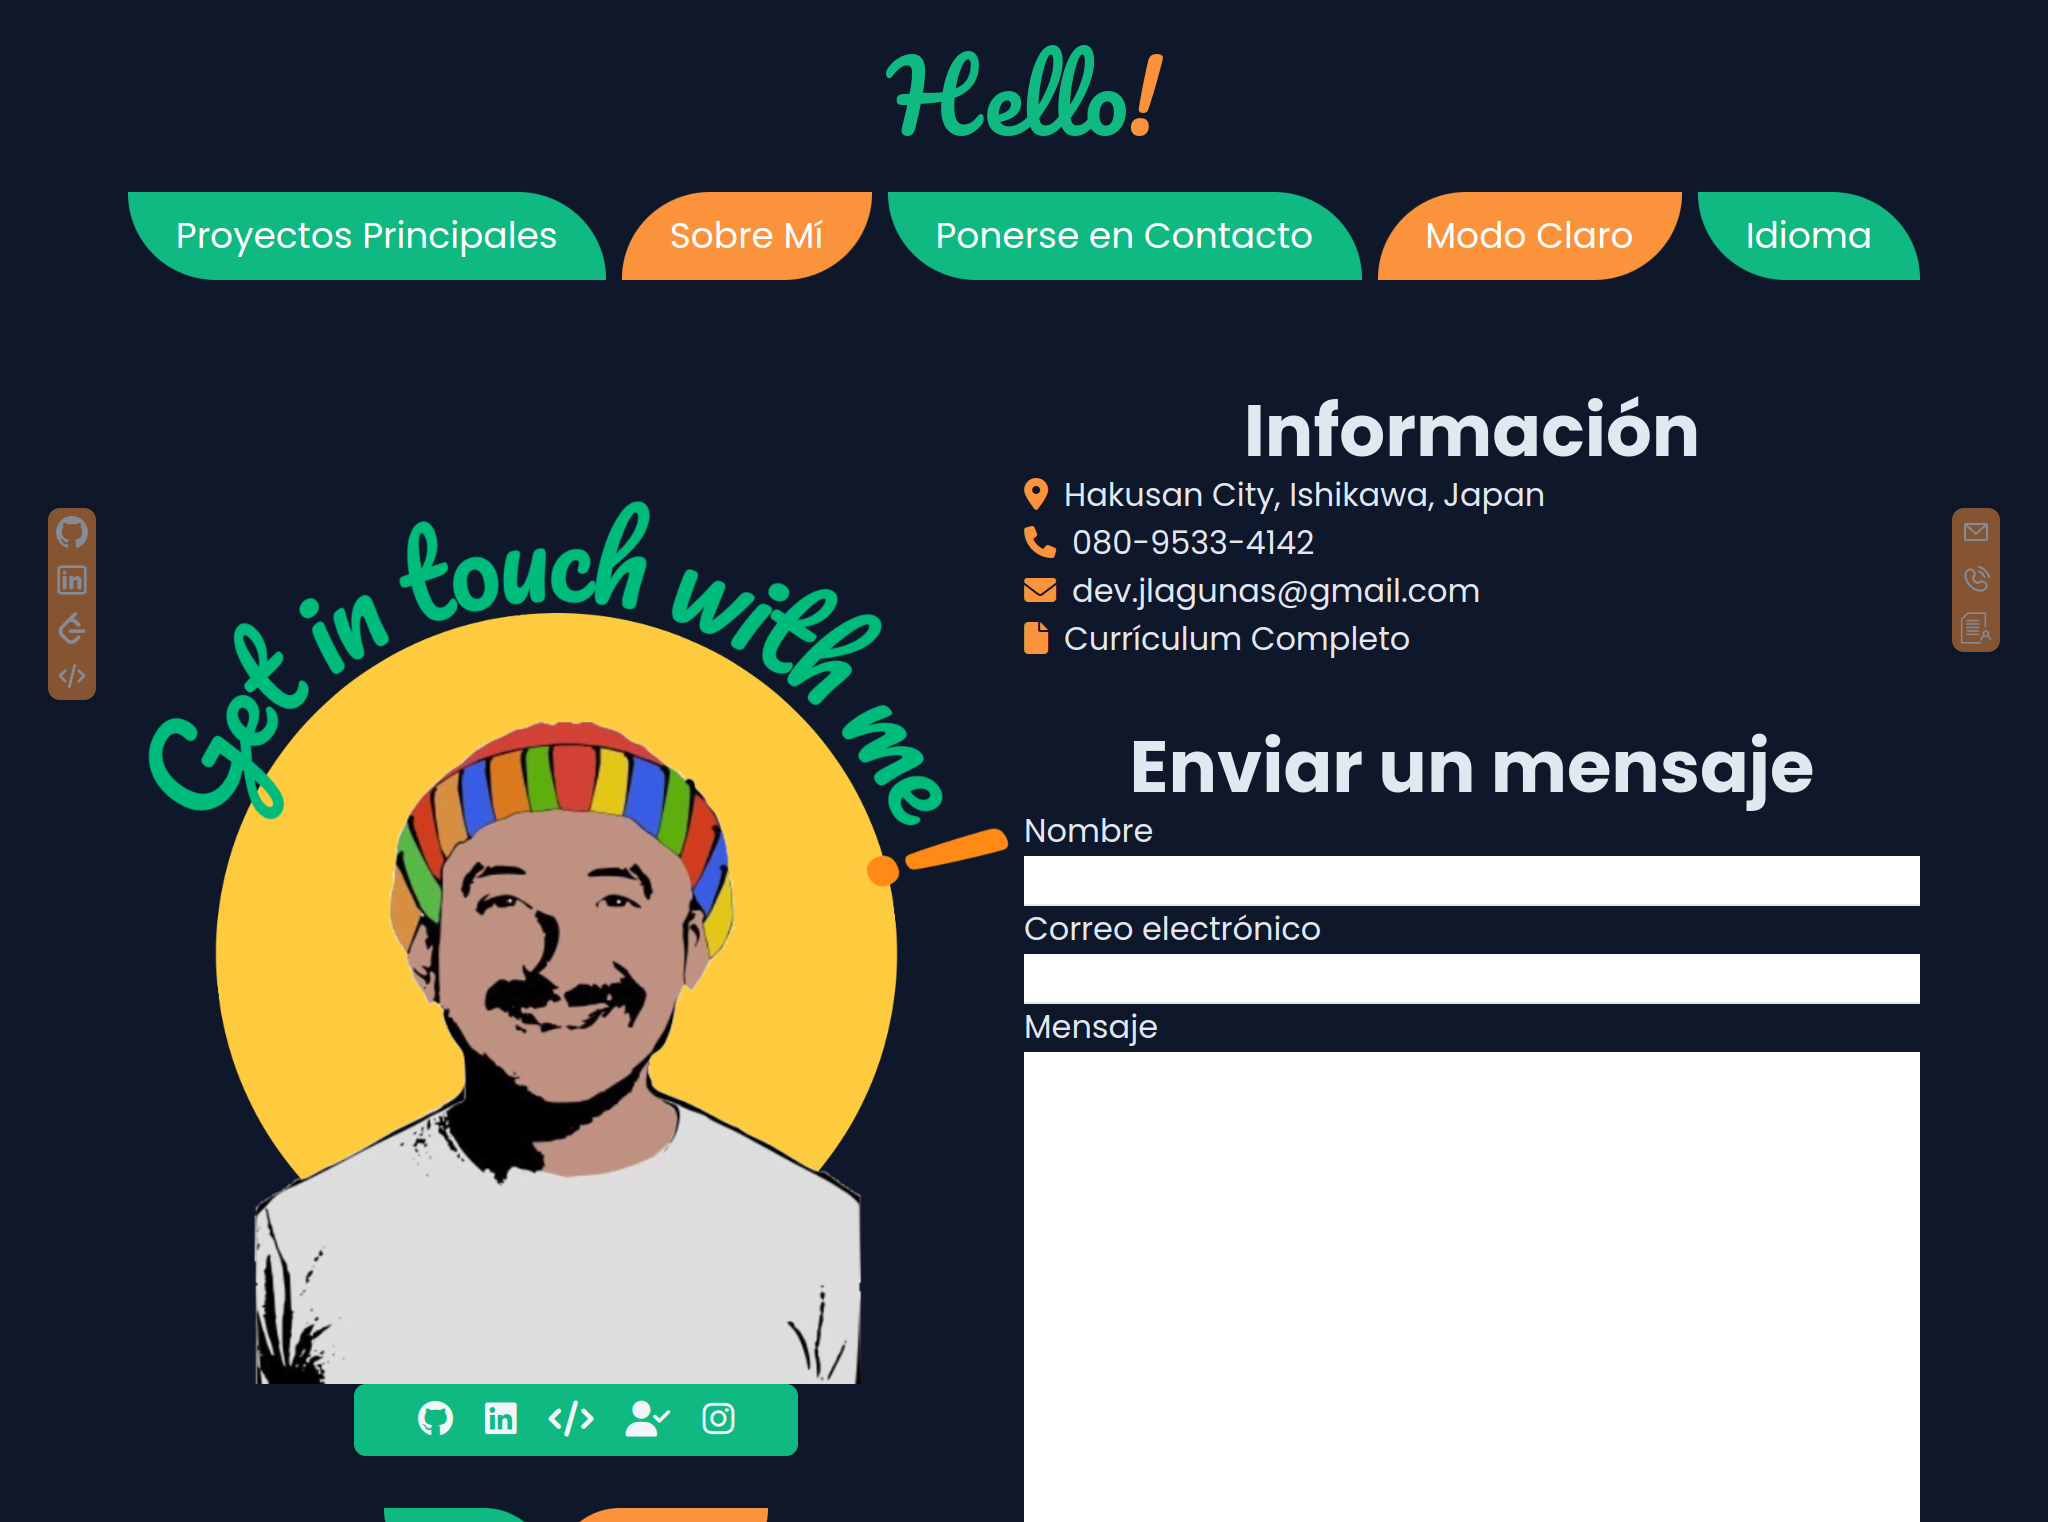 Hello!
Proyectos Principales
Sobre Mí
Ponerse en Contacto
Modo Claro
Idioma
Get in touch with me!
Información
Hakusan City, Ishikawa, Japan
080-9533-4142
dev.jlagunas@gmail.com
Currículum Completo
Enviar un mensaje
Nombre
Correo electrónico
Mensaje